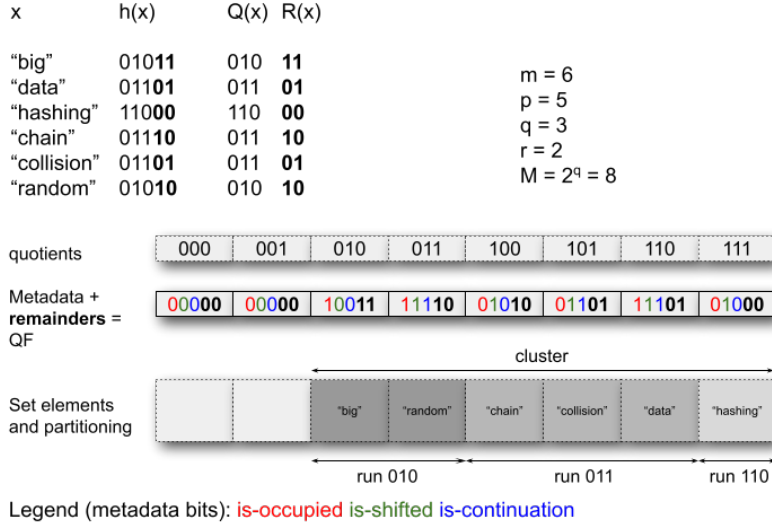 x h(x) Q(x) R(x)
“big” 01011 010 11
“data” 01101 011 01
“hashing” 11000 110 00
“chain” 01110 011 10
“collision” 01101 011 01
“random” 01010 010 10
m = 6
p = 5
q = 3
r = 2
M = 2^q = 8
quotients 000 001 010 011 100 101 110 111
Metadata +
remainders =
QF
00000 00000 10011 11110 01010 01101 11101 01000
cluster
Set elements
and partitioning
“big” “random” “chain” “collision” “data” “hashing”
run 010 run 011 run 110
Legend (metadata bits): is-occupied is-shifted is-continuation